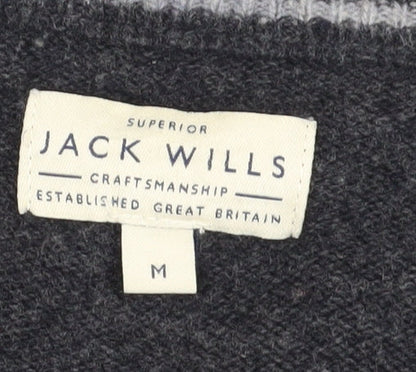 SUPERIOR
JACK WILLS
CRAFTSMANSHIP
ESTABLISHED GREAT BRITAIN
M